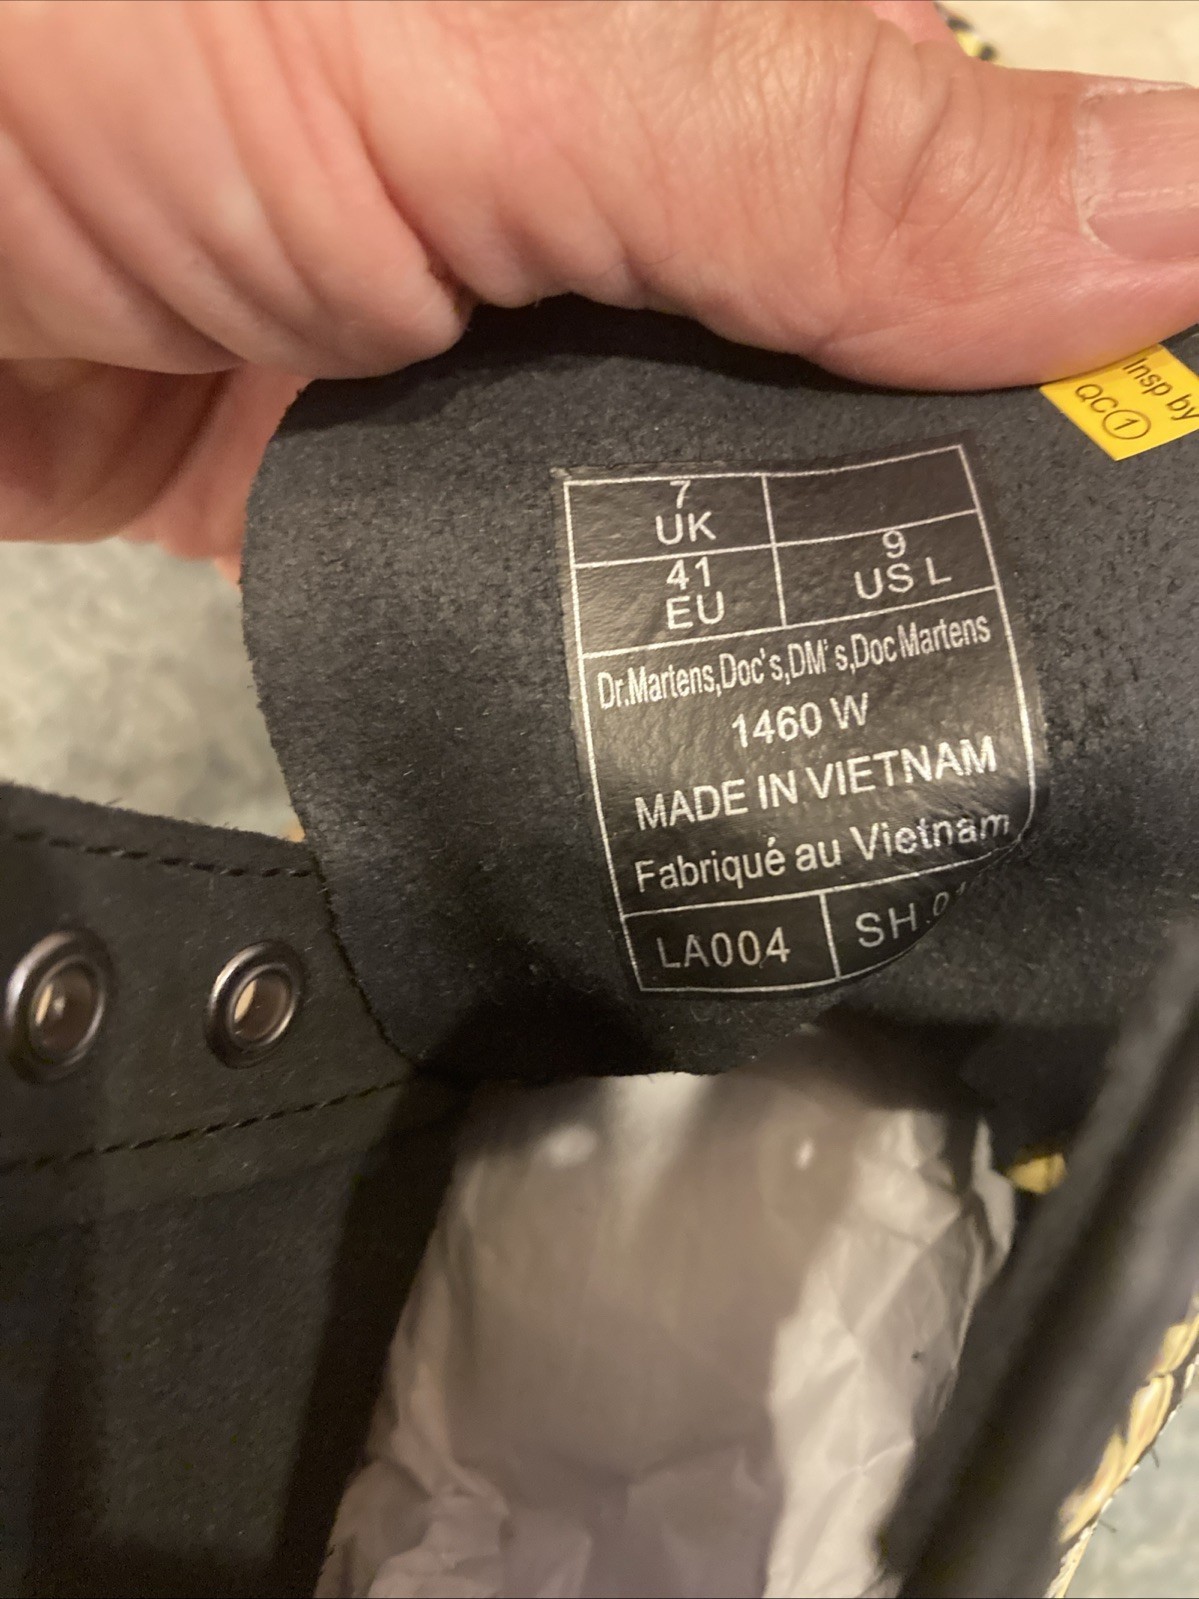 Insp by
QC 1
7
UK
41
EU
9
US L
Dr.Martens,Doc's,DM's,Doc Martens
1460 W
MADE IN VIETNAM
Fabriqué au Vietnam
LA004
SH